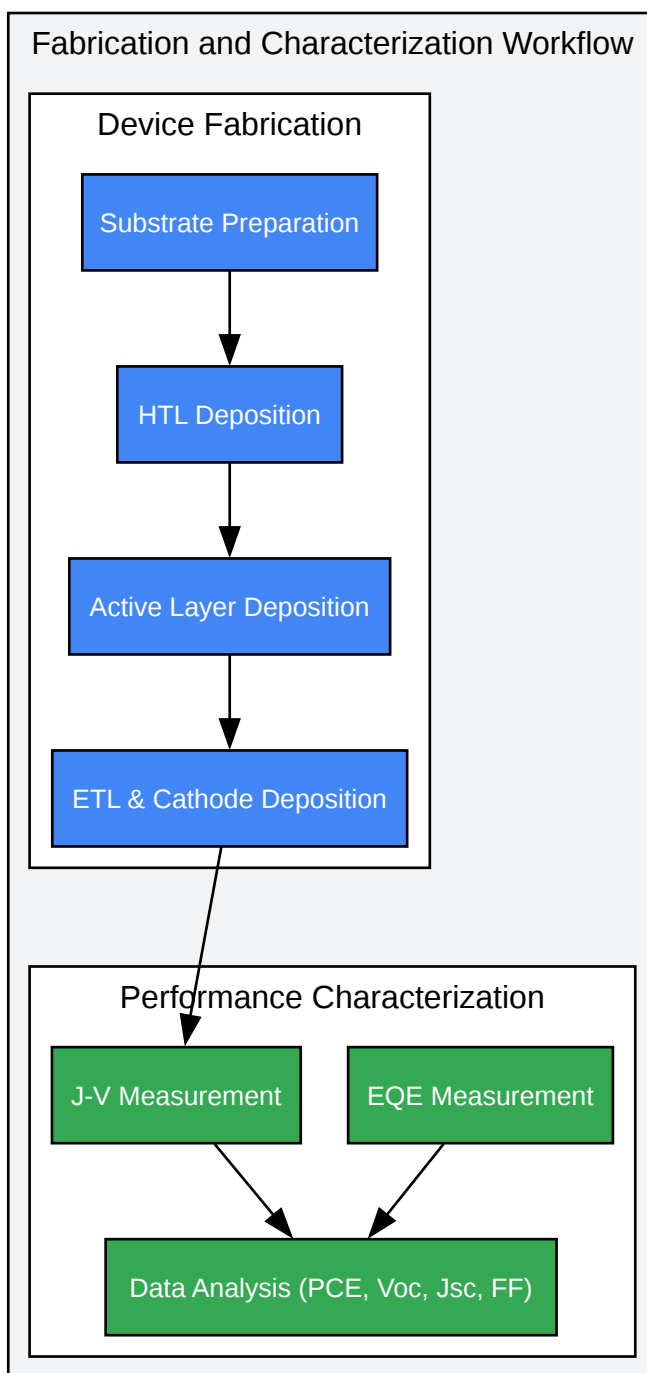 Fabrication and Characterization Workflow
Device Fabrication
Substrate Preparation
HTL Deposition
Active Layer Deposition
ETL & Cathode Deposition
Performance Characterization
J-V Measurement
EQE Measurement
Data Analysis (PCE, Voc, Jsc, FF)